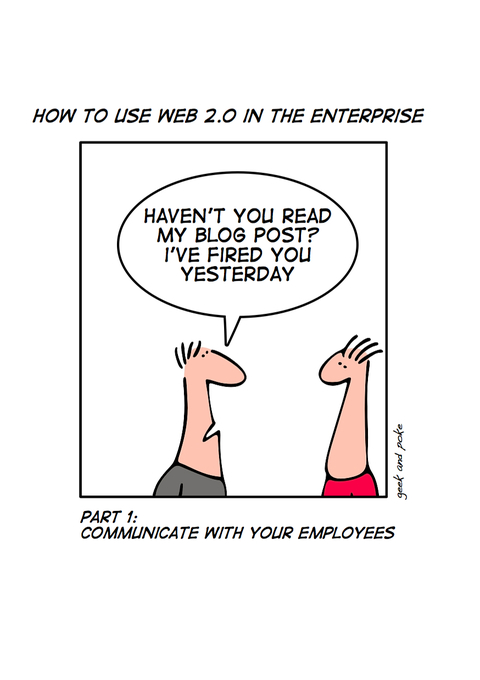 HOW TO USE WEB 2.0 IN THE ENTERPRISE
HAVEN'T YOU READ
MY BLOG POST?
I'VE FIRED YOU
YESTERDAY
geek and poke
PART 1:
COMMUNICATE WITH YOUR EMPLOYEES